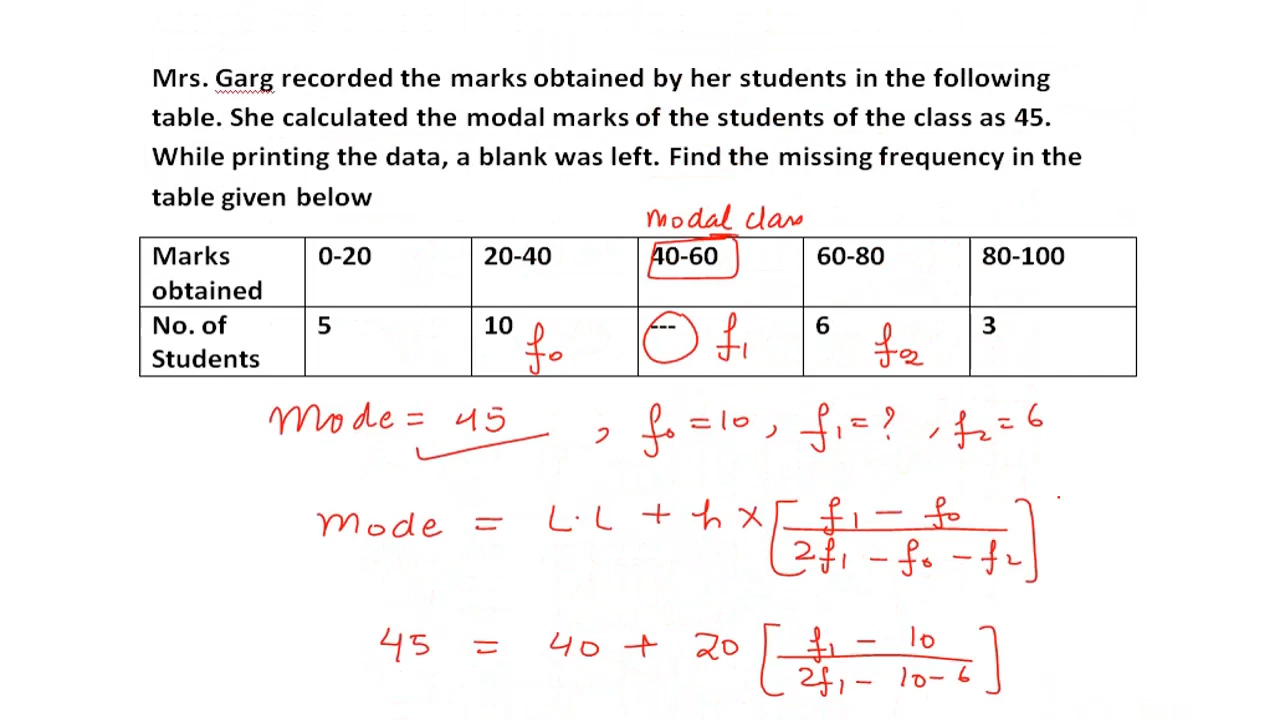 Mrs. Garg recorded the marks obtained by her students in the following
table. She calculated the modal marks of the students of the class as 45.
While printing the data, a blank was left. Find the missing frequency in the
table given below
modal class
Marks obtained 0-20 20-40 40-60 60-80 80-100
No. of Students 5 10 f₀ --- f₁ 6 f₂ 3
Mode = 45 , f₀ = 10 , f₁ = ? , f₂ = 6
Mode = L.L + h × [ f₁ - f₀ / 2f₁ - f₀ - f₂ ]
45 = 40 + 20 [ f₁ - 10 / 2f₁ - 10 - 6 ]